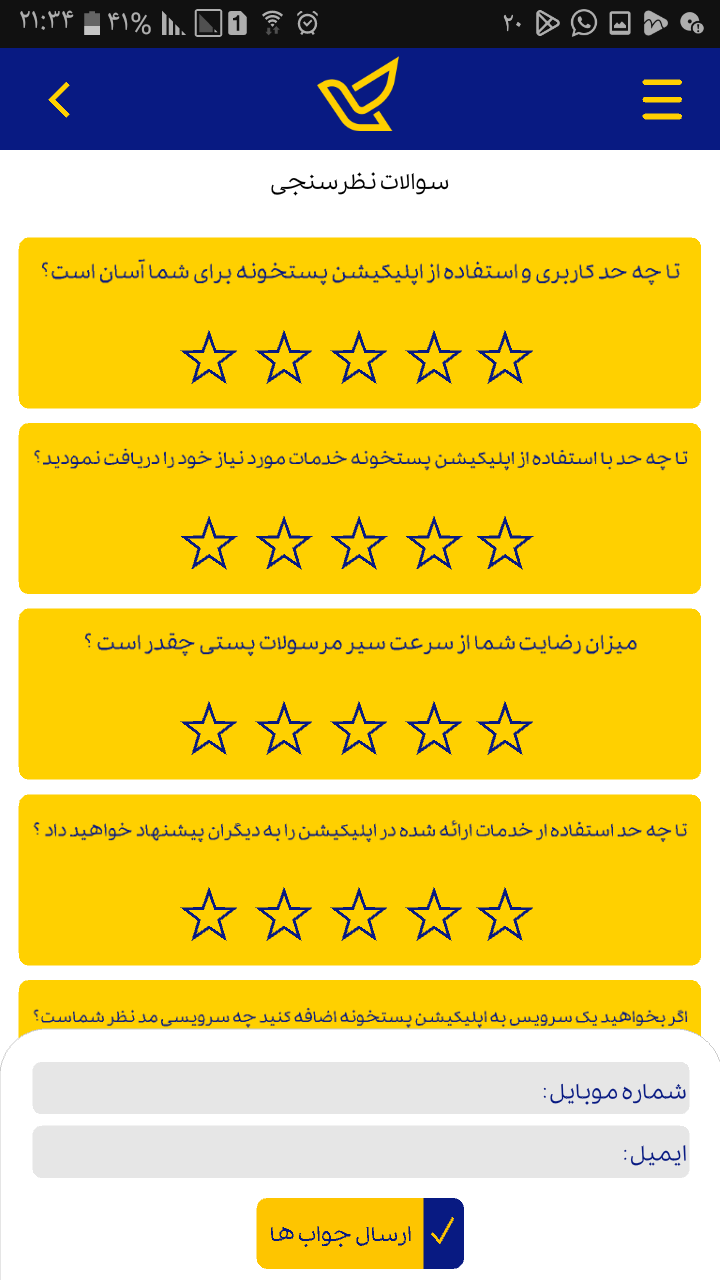 ۲۱:۳۴ ۴۱% 1 ۲۰
سوالات نظرسنجی
تا چه حد کاربری و استفاده از اپلیکیشن پستخونه برای شما آسان است؟
تا چه حد با استفاده از اپلیکیشن پستخونه خدمات مورد نیاز خود را دریافت نمودید؟
میزان رضایت شما از سرعت سیر مرسولات پستی چقدر است ؟
تا چه حد استفاده ار خدمات ارائه شده در اپلیکیشن را به دیگران پیشنهاد خواهید داد ؟
اگر بخواهید یک سرویس به اپلیکیشن پستخونه اضافه کنید چه سرویسی مد نظر شماست؟
شماره موبایل:
ایمیل:
ارسال جواب ها